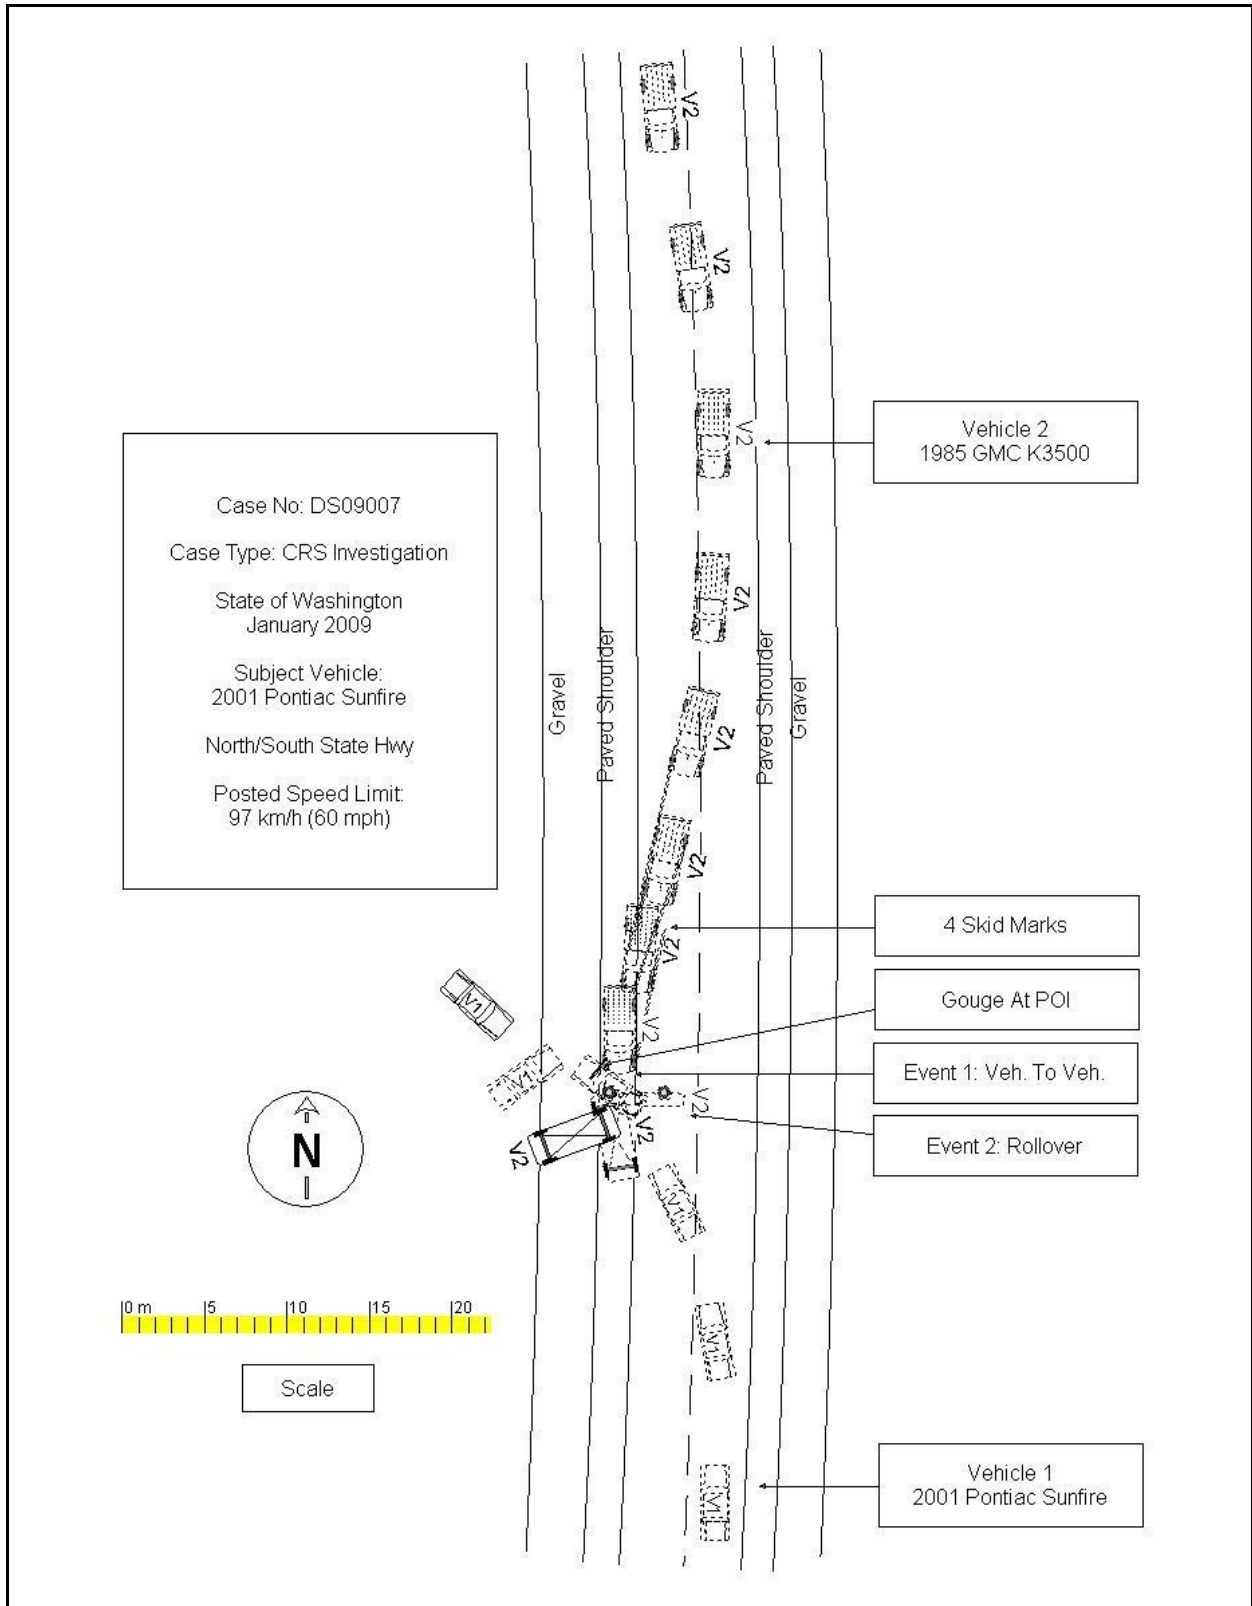 V2
V2
Vehicle 2
1985 GMC K3500
V2
Case No: DS09007
Case Type: CRS Investigation
State of Washington
January 2009
Subject Vehicle:
2001 Pontiac Sunfire
North/South State Hwy
Posted Speed Limit:
97 km/h (60 mph)
V2
Gravel
Paved Shoulder
Paved Shoulder
Gravel
V2
V2
4 Skid Marks
V2
Gouge At POI
V1
V2
Event 1: Veh. To Veh.
V1
V2
Event 2: Rollover
V2
V2
N
V1
0 m
5
10
15
20
V1
Scale
Vehicle 1
2001 Pontiac Sunfire
V1